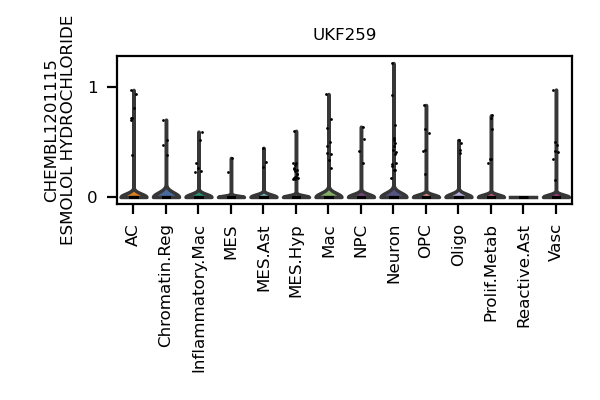 UKF259
CHEMBL1201115
ESMOLOL HYDROCHLORIDE
1
0
AC
Chromatin.Reg
Inflammatory.Mac
MES
MES.Ast
MES.Hyp
Mac
NPC
Neuron
OPC
Oligo
Prolif.Metab
Reactive.Ast
Vasc